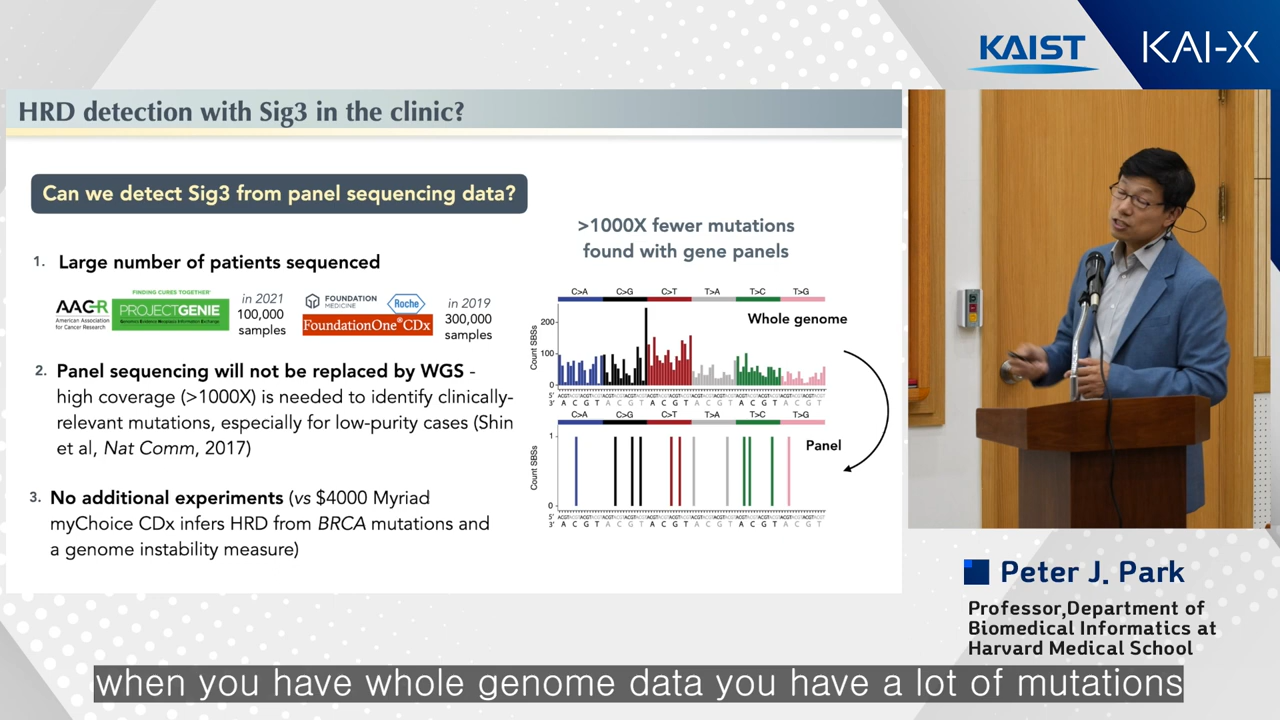 KAIST
KAI-X
HRD detection with Sig3 in the clinic?
Can we detect Sig3 from panel sequencing data?
1. Large number of patients sequenced
AACR
American Association
for Cancer Research
FINDING CURES TOGETHER
PROJECT GENIE
in 2021
100,000
samples
FOUNDATION
MEDICINE
Roche
FoundationOne®CDx
in 2019
300,000
samples
2. Panel sequencing will not be replaced by WGS -
high coverage (>1000X) is needed to identify clinically-
relevant mutations, especially for low-purity cases (Shin
et al, Nat Comm, 2017)
3. No additional experiments (vs $4000 Myriad
myChoice CDx infers HRD from BRCA mutations and
a genome instability measure)
>1000X fewer mutations
found with gene panels
C>A C>G C>T T>A T>C T>G
Whole genome
Count SBSs
200
100
0
5'
3' A C G T A C G T A C G T A C G T A C G T A C G T
C>A C>G C>T T>A T>C T>G
Panel
Count SBSs
1
0
5'
3' A C G T A C G T A C G T A C G T A C G T A C G T
Peter J. Park
Professor,Department of
Biomedical Informatics at
Harvard Medical School
when you have whole genome data you have a lot of mutations